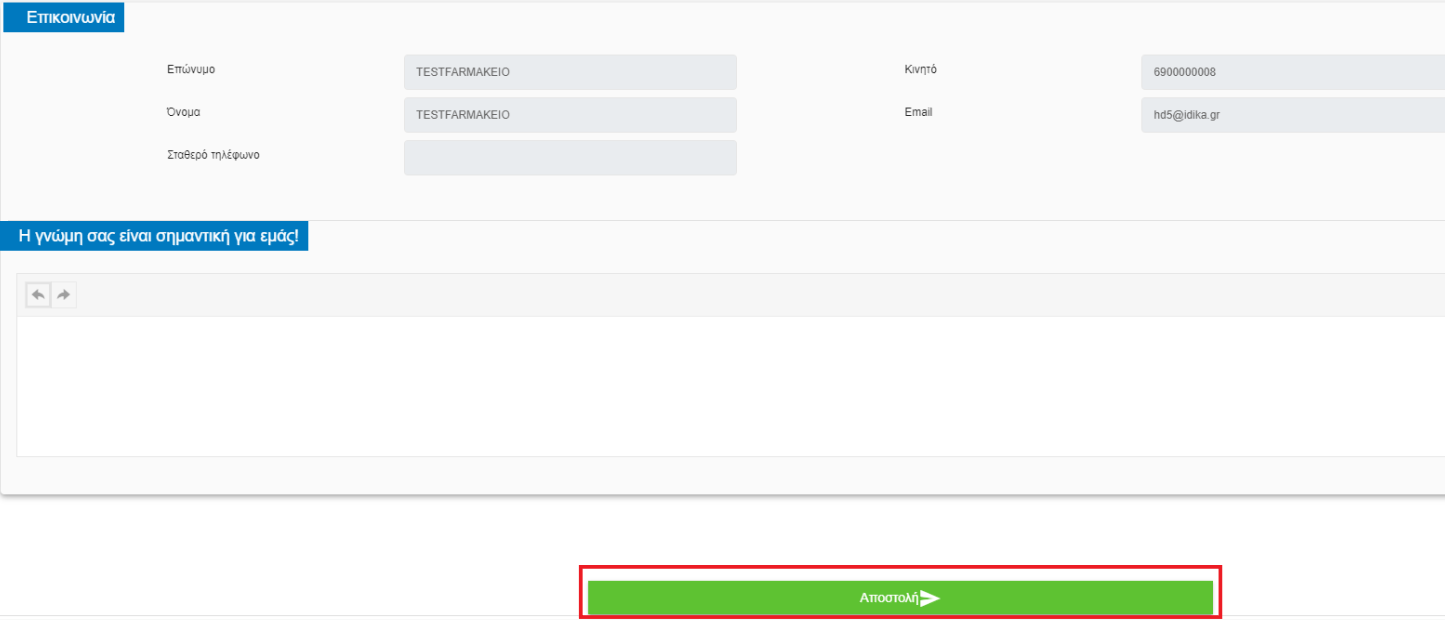 Επικοινωνία
Επώνυμο TESTFARMAKEIO Κινητό 6900000008
Όνομα TESTFARMAKEIO Email hd5@idika.gr
Σταθερό τηλέφωνο
Η γνώμη σας είναι σημαντική για εμάς!
Αποστολή